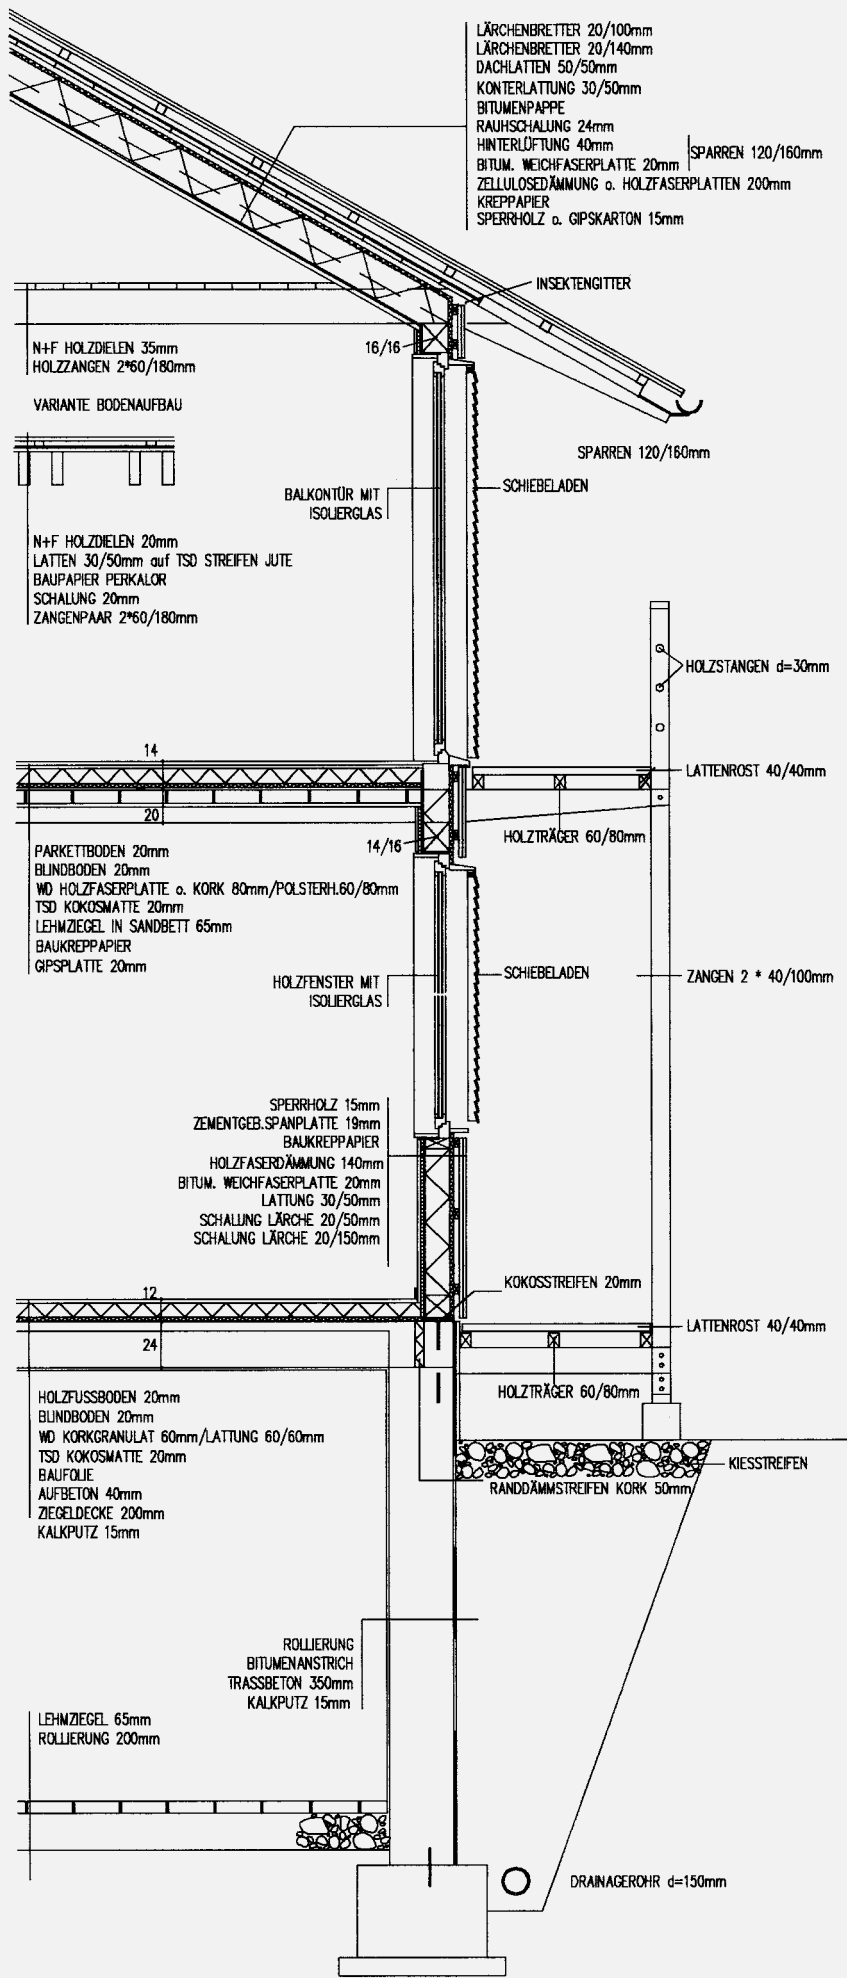 LÄRCHENBRETTER 20/100mm
LÄRCHENBRETTER 20/140mm
DACHLATTEN 50/50mm
KONTERLATTUNG 30/50mm
BITUMENPAPPE
RAUHSCHALUNG 24mm
HINTERLÜFTUNG 40mm
BITUM. WEICHFASERPLATTE 20mm
SPARREN 120/160mm
ZELLULOSEDÄMMUNG o. HOLZFASERPLATTEN 200mm
KREPPAPIER
SPERRHOLZ o. GIPSKARTON 15mm
INSEKTENGITTER
16/16
N+F HOLZDIELEN 35mm
HOLZZANGEN 2*60/180mm
VARIANTE BODENAUFBAU
SPARREN 120/160mm
BALKONTÜR MIT
ISOLIERGLAS
SCHIEBELADEN
N+F HOLZDIELEN 20mm
LATTEN 30/50mm auf TSD STREIFEN JUTE
BAUPAPIER PERKALOR
SCHALUNG 20mm
ZANGENPAAR 2*60/180mm
HOLZSTANGEN d=30mm
14
LATTENROST 40/40mm
20
14/16
HOLZTRÄGER 60/80mm
PARKETTBODEN 20mm
BLINDBODEN 20mm
WD HOLZFASERPLATTE o. KORK 80mm/POLSTERH.60/80mm
TSD KOKOSMATTE 20mm
LEHMZIEGEL IN SANDBETT 65mm
BAUKREPPAPIER
GIPSPLATTE 20mm
HOLZFENSTER MIT
ISOLIERGLAS
SCHIEBELADEN
ZANGEN 2 * 40/100mm
SPERRHOLZ 15mm
ZEMENTGEB.SPANPLATTE 19mm
BAUKREPPAPIER
HOLZFASERDÄMMUNG 140mm
BITUM. WEICHFASERPLATTE 20mm
LATTUNG 30/50mm
SCHALUNG LÄRCHE 20/50mm
SCHALUNG LÄRCHE 20/150mm
KOKOSSTREIFEN 20mm
12
24
LATTENROST 40/40mm
HOLZTRÄGER 60/80mm
HOLZFUSSBODEN 20mm
BLINDBODEN 20mm
WD KORKGRANULAT 60mm/LATTUNG 60/60mm
TSD KOKOSMATTE 20mm
BAUFOLIE
AUFBETON 40mm
ZIEGELDECKE 200mm
KALKPUTZ 15mm
KIESSTREIFEN
RANDDÄMMSTREIFEN KORK 50mm
ROLLIERUNG
BITUMENANSTRICH
TRASSBETON 350mm
KALKPUTZ 15mm
LEHMZIEGEL 65mm
ROLLIERUNG 200mm
DRAINAGEROHR d=150mm